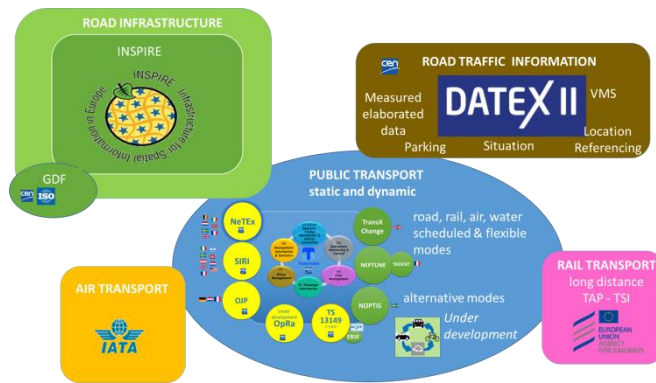 ROAD INFRASTRUCTURE
INSPIRE
INSPIRE Infrastructure for Spatial Information in Europe
GDF
cen ISO
cen
ROAD TRAFFIC INFORMATION
Measured
elaborated
data
DATEX II
VMS
Parking
Situation
Location
Referencing
PUBLIC TRANSPORT
static and dynamic
NeTEx
SIRI
OJP
Under
development
OpRa
TS
13149
TransX
Change
NEPTUNE
TRIDENT
NOPTIS
road, rail, air, water
scheduled & flexible
modes
alternative modes
Under
development
AIR TRANSPORT
IATA
RAIL TRANSPORT
long distance
TAP - TSI
EUROPEAN
UNION
AGENCY
FOR RAILWAYS